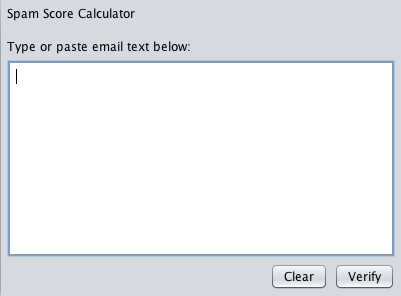 Spam Score Calculator
Type or paste email text below:
Clear Verify